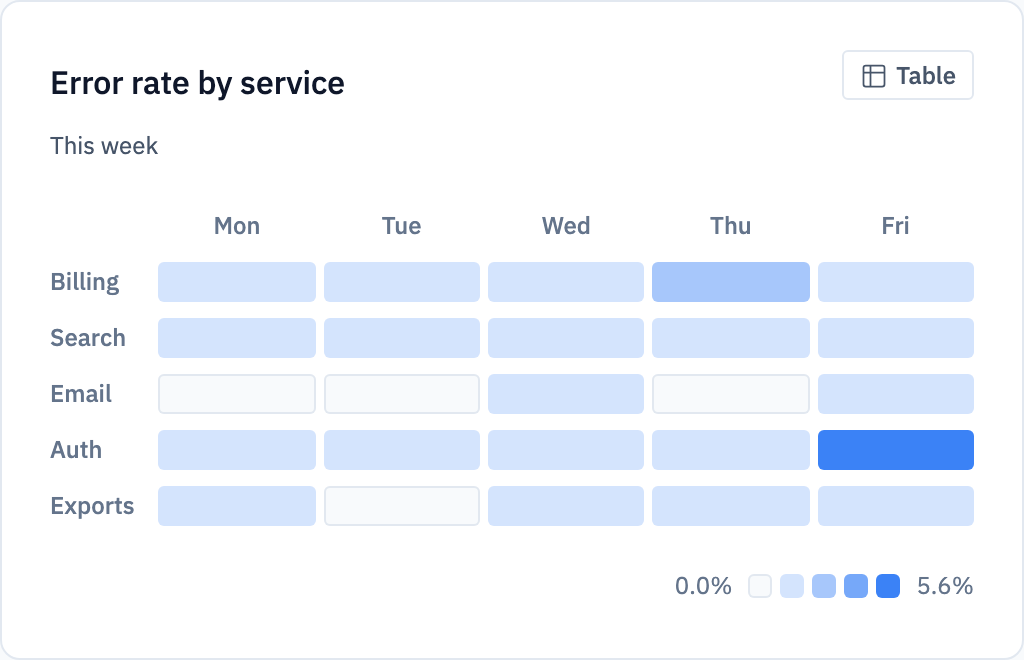 Error rate by service
Table
This week
Mon Tue Wed Thu Fri
Billing
Search
Email
Auth
Exports
0.0% 5.6%